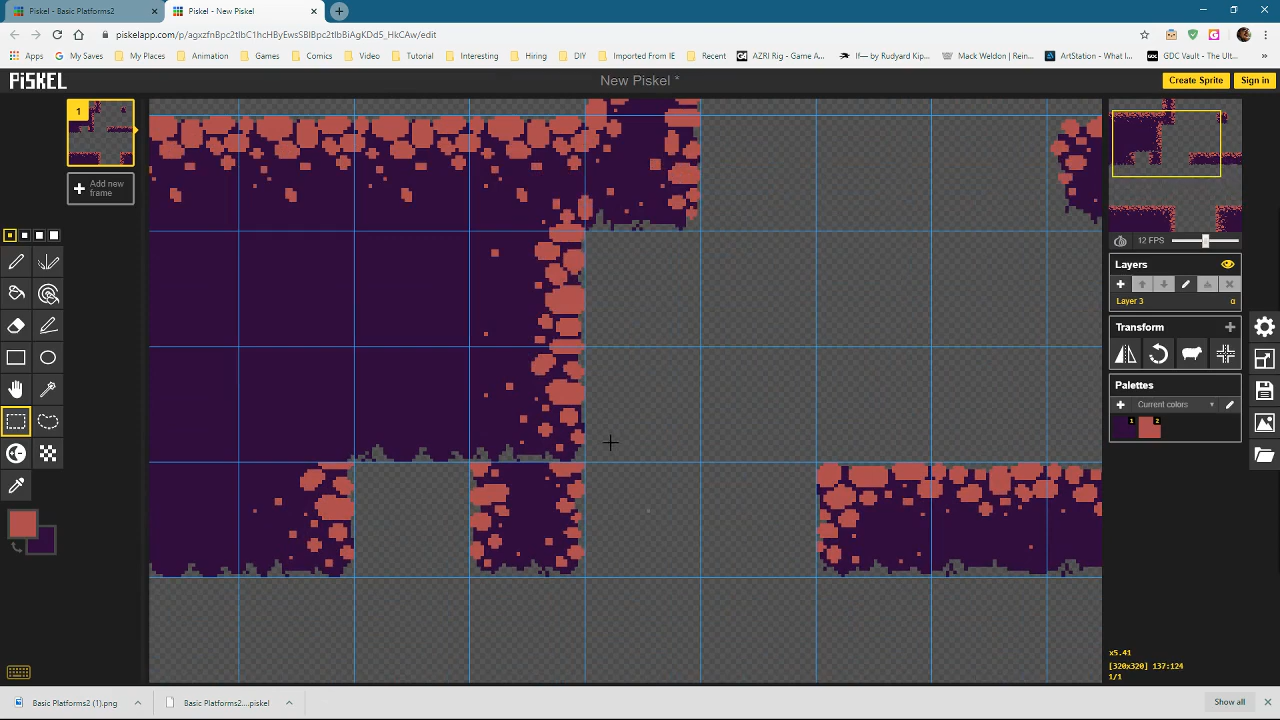 Piskel - Basic Platforms2
Piskel - New Piskel
piskelapp.com/p/agxzfnBpc2tlbC1hcHByEwsSBlBpc2tlbBiAgKDd5_HkCAw/edit
Apps
My Saves
My Places
Animation
Games
Comics
Video
Tutorial
Interesting
Hiring
DIY
Imported From IE
Recent
AZRI Rig - Game A...
If— by Rudyard Kip...
Mack Weldon | Rein...
ArtStation - What I...
GDC Vault - The Ult...
PiSKEL
New Piskel *
Create Sprite
Sign in
1
Add new
frame
12 FPS
Layers
Layer 3
α
Transform
Palettes
Current colors
1
2
x5.41
[320x320] 137:124
1/1
Basic Platforms2 (1).png
Basic Platforms2....piskel
Show all